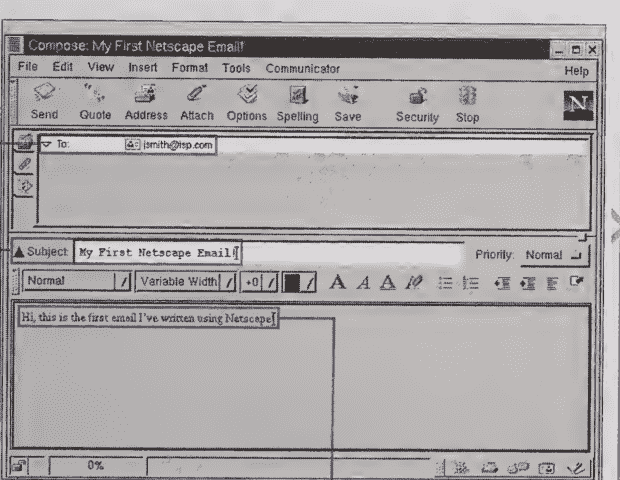 Compose: My First Netscape Email!
File Edit View Insert Format Tools Communicator Help
Send Quote Address Attach Options Spelling Save Security Stop
N
To: jsmith@isp.com
Subject: My First Netscape Email! Priority: Normal
Normal Variable Width +0 A A A
Hi, this is the first email I've written using Netscape!
0%